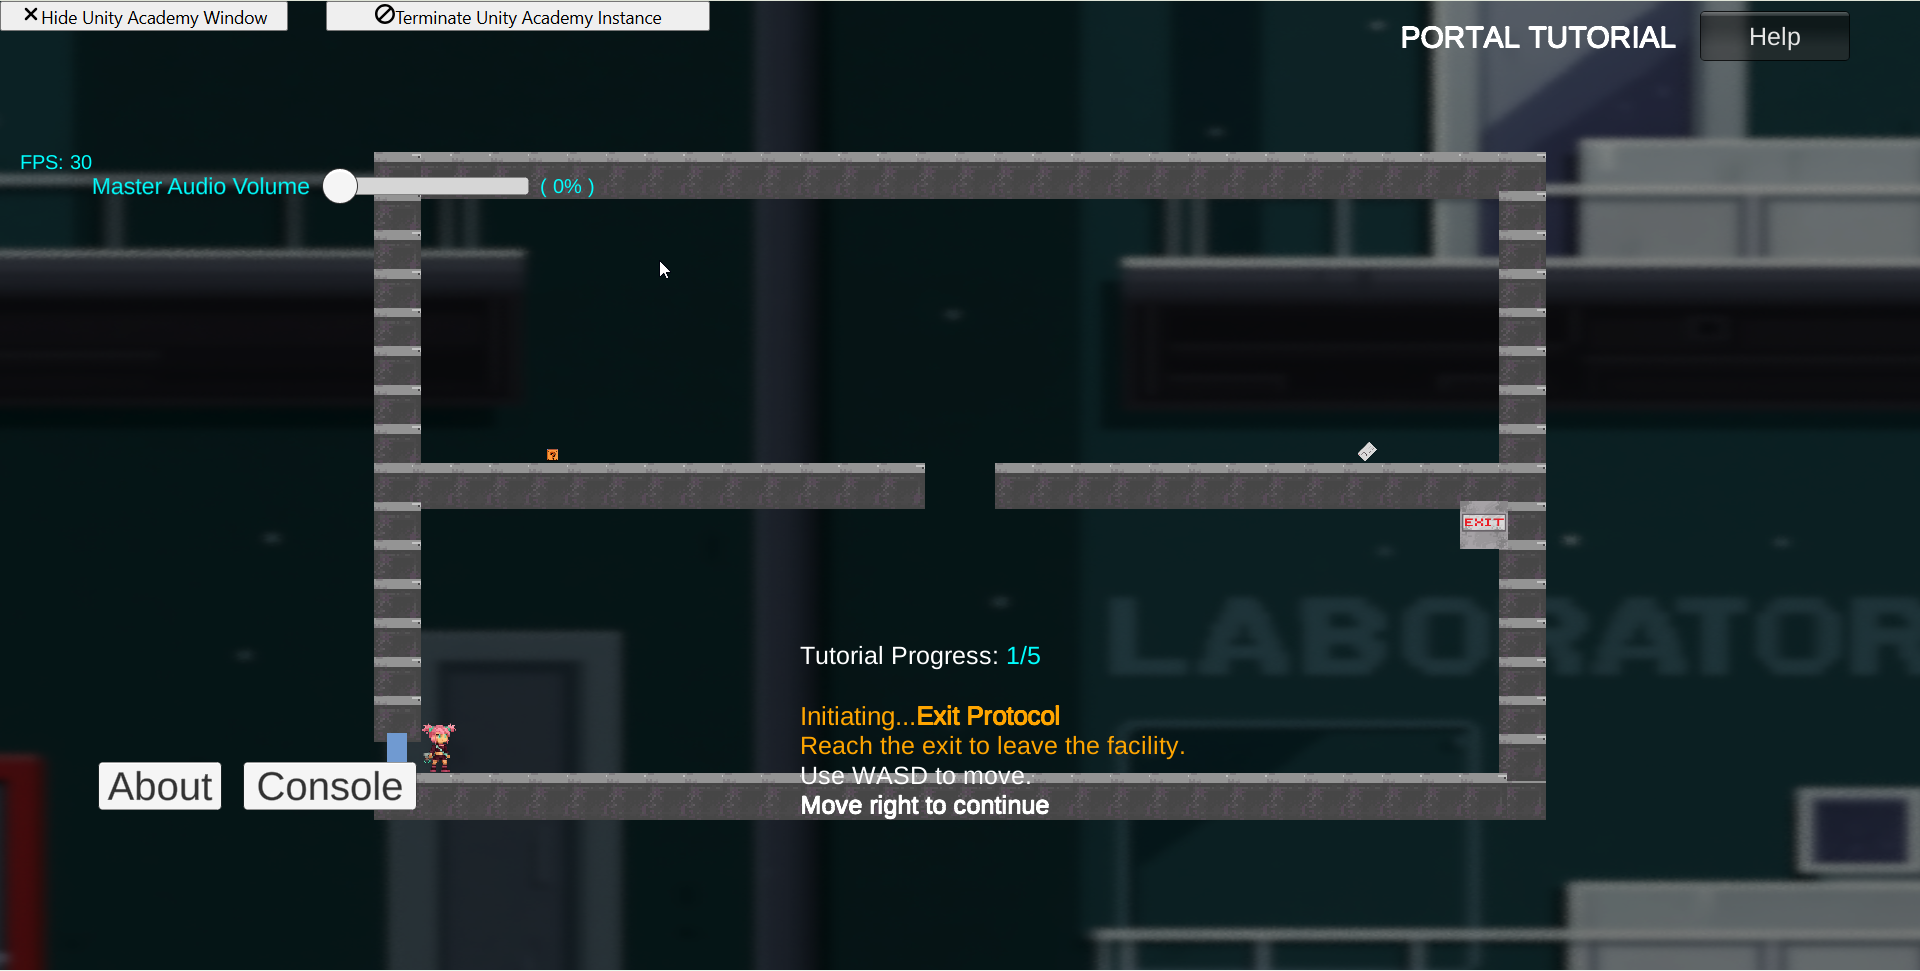 Hide Unity Academy Window
Terminate Unity Academy Instance
PORTAL TUTORIAL
Help
FPS: 30
Master Audio Volume
( 0% )
?
EXIT
LABORATOR
Tutorial Progress: 1/5
Initiating...Exit Protocol
Reach the exit to leave the facility.
Use WASD to move.
Move right to continue
About
Console